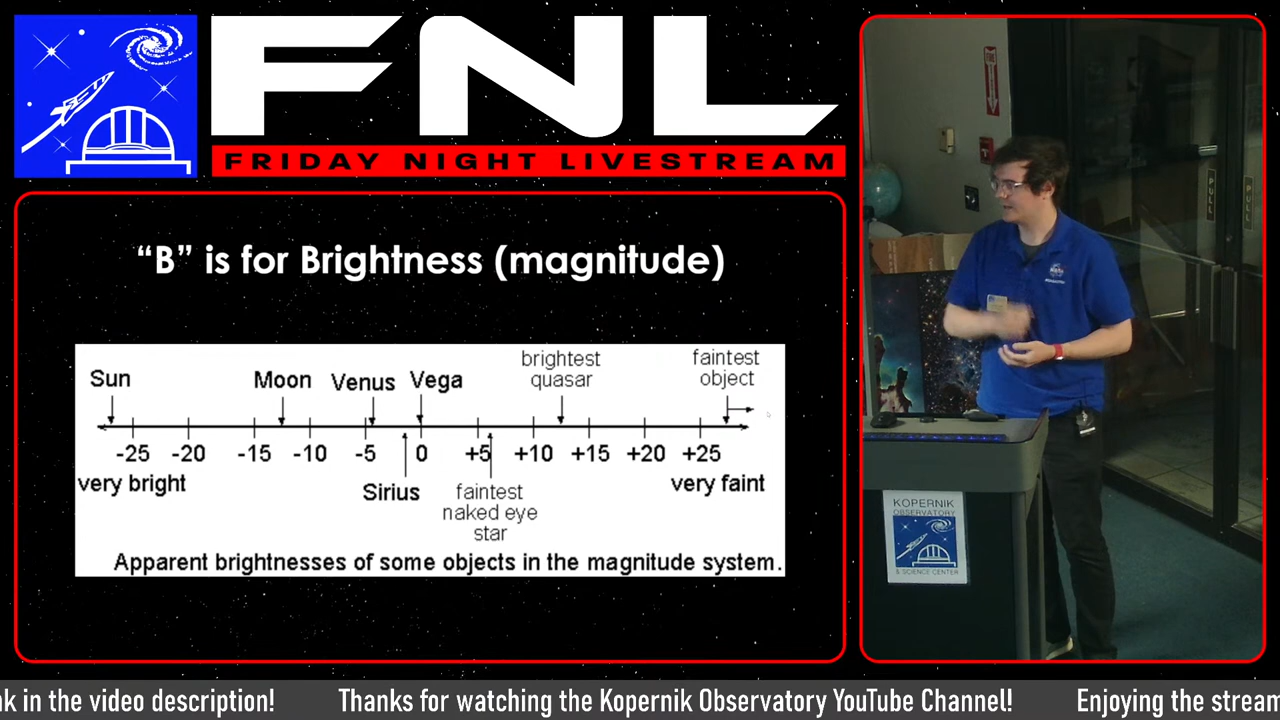 FNL
FRIDAY NIGHT LIVESTREAM
“B” is for Brightness (magnitude)
Sun
Moon
Venus
Vega
brightest
quasar
faintest
object
-25 -20 -15 -10 -5 0 +5 +10 +15 +20 +25
very bright
very faint
Sirius
faintest
naked eye
star
Apparent brightnesses of some objects in the magnitude system.
FIRE
PULL
PULL
NASA
KOPERNIK
OBSERVATORY
& SCIENCE CENTER
nk in the video description!
Thanks for watching the Kopernik Observatory YouTube Channel!
Enjoying the stream